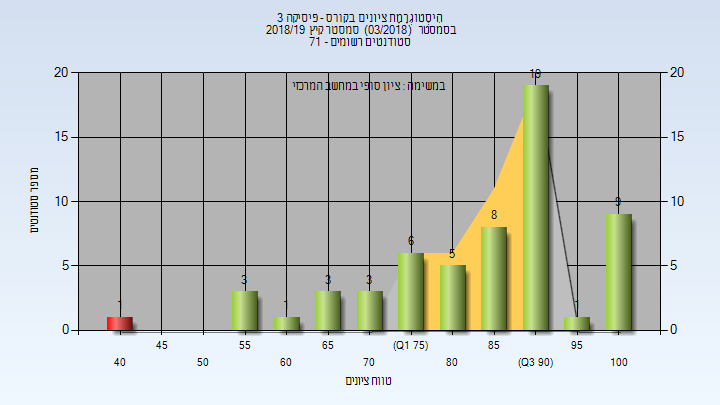 היסטוגרמת ציונים בקורס - פיסיקה 3
בסמסטר (03/2018) סמסטר קיץ 2018/19
סטודנטים רשומים - 71
במשימה : ציון סופי במחשב המרכזי
מספר סטודנטים
20 15 10 5 0
20 15 10 5 0
1 3 1 3 3 6 5 8 19 1 9
45 55 65 (Q1 75) 85 95
40 50 60 70 80 (Q3 90) 100
טווח ציונים